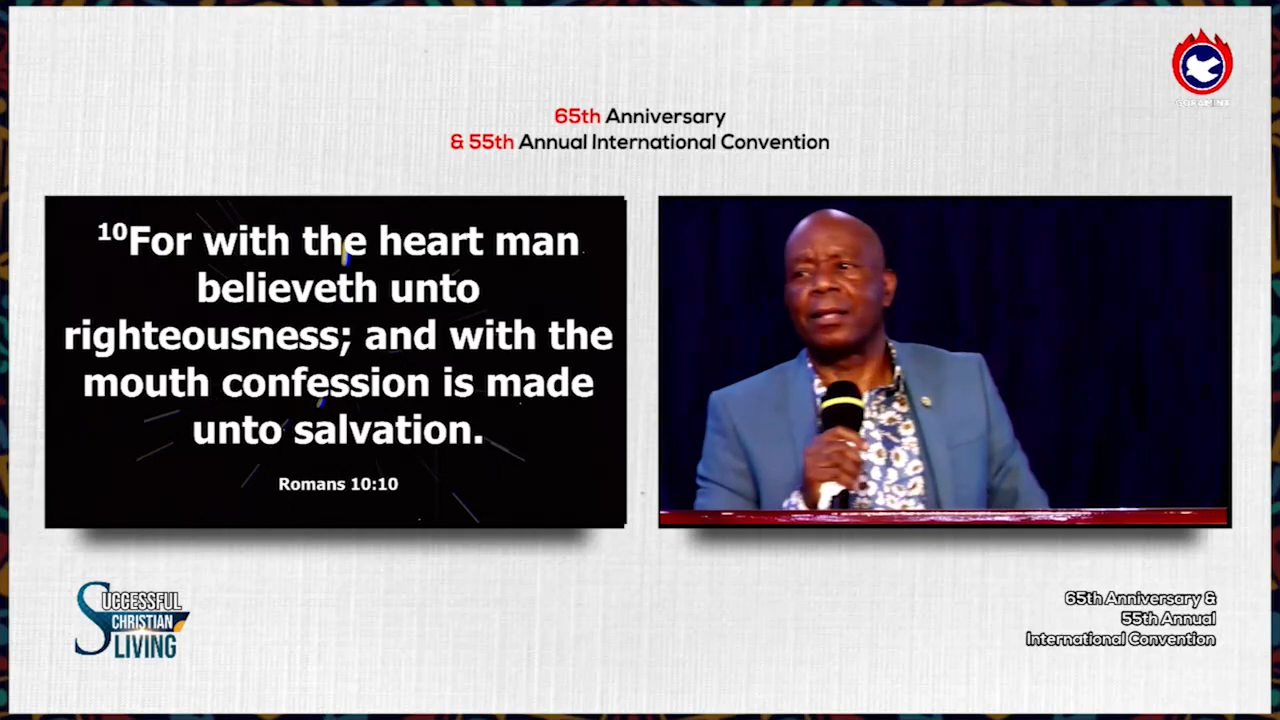 65th Anniversary
& 55th Annual International Convention
10For with the heart man
believeth unto
righteousness; and with the
mouth confession is made
unto salvation.
Romans 10:10
SUCCESSFUL
CHRISTIAN
LIVING
65th Anniversary &
55th Annual
International Convention